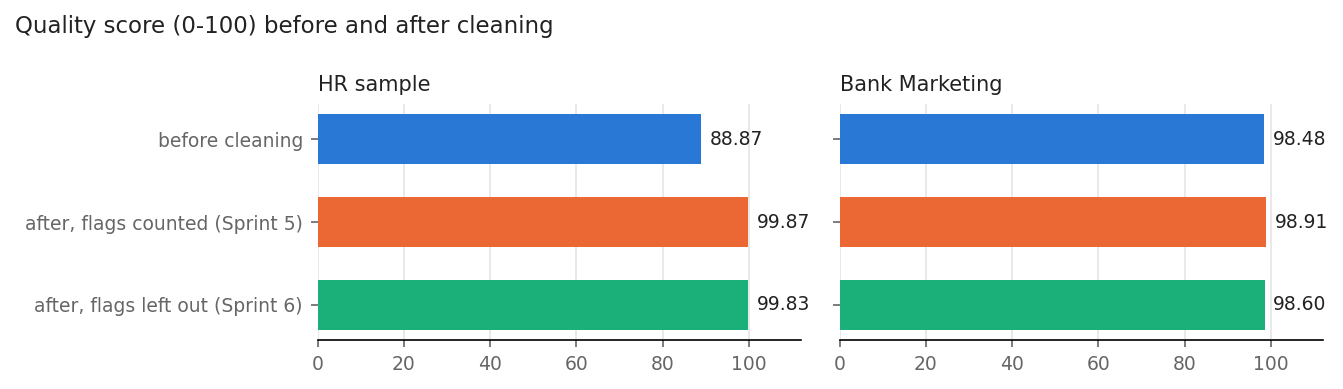 Quality score (0-100) before and after cleaning
HR sample
Bank Marketing
before cleaning
88.87
98.48
after, flags counted (Sprint 5)
99.87
98.91
after, flags left out (Sprint 6)
99.83
98.60
0 20 40 60 80 100
0 20 40 60 80 100